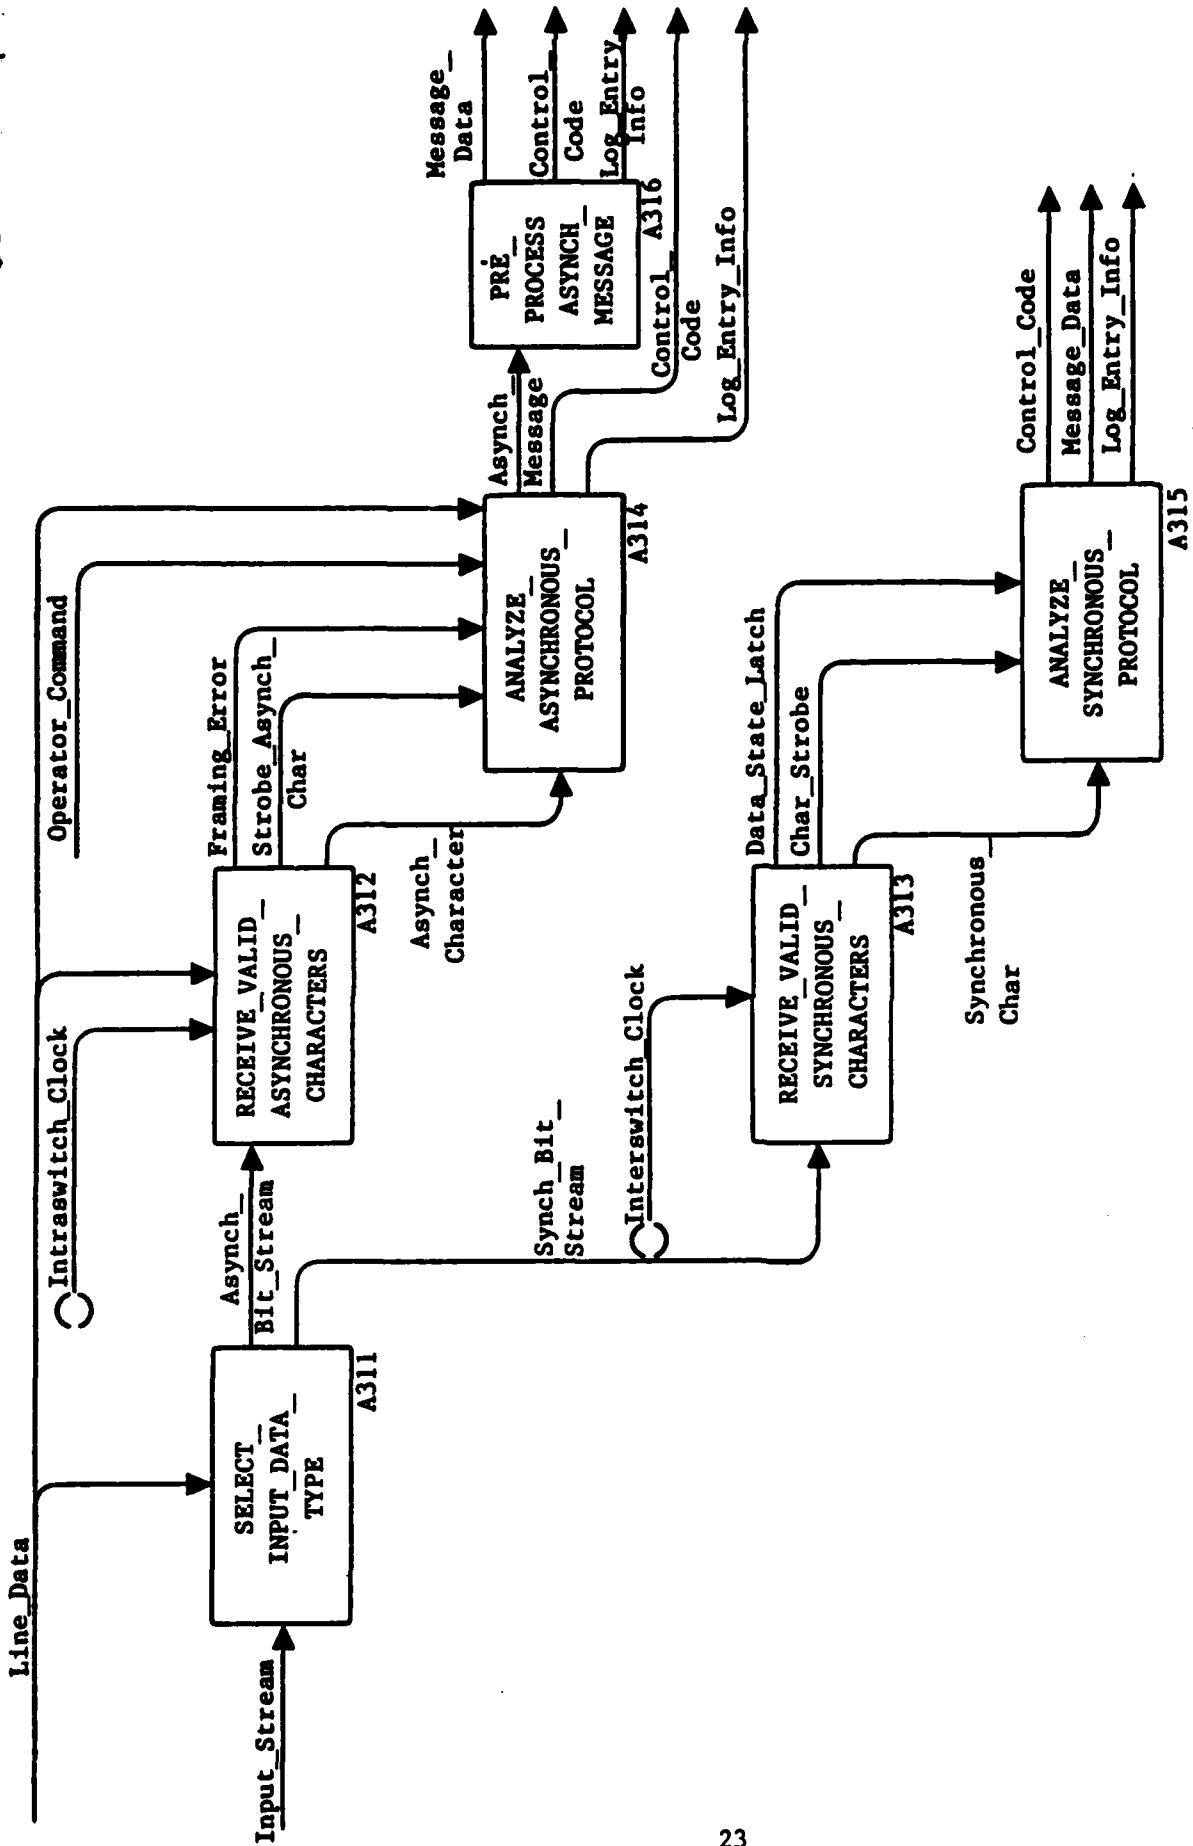 Line_Data
Input_Stream
SELECT_
INPUT_DATA_
TYPE
A311
Intraswitch_Clock
Asynch_
Bit_Stream
RECEIVE_VALID_
ASYNCHRONOUS_
CHARACTERS
A312
Operator_Command
Framing_Error
Strobe_Asynch_
Char
Asynch_
Character
ANALYZE_
ASYNCHRONOUS_
PROTOCOL
A314
Asynch_
Message
PRE_
PROCESS
ASYNCH_
MESSAGE
A316
Message_
Data
Control_
Code
Log_Entry_
Info
Control_
Code
Log_Entry_Info
Synch_Bit_
Stream
Interswitch_Clock
RECEIVE_VALID_
SYNCHRONOUS_
CHARACTERS
A313
Data_State_Latch
Char_Strobe
Synchronous_
Char
ANALYZE_
SYNCHRONOUS_
PROTOCOL
A315
Control_Code
Message_Data
Log_Entry_Info
23